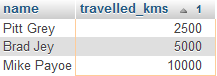 name travelled_kms 1
Pitt Grey 2500
Brad Jey 5000
Mike Payoe 10000